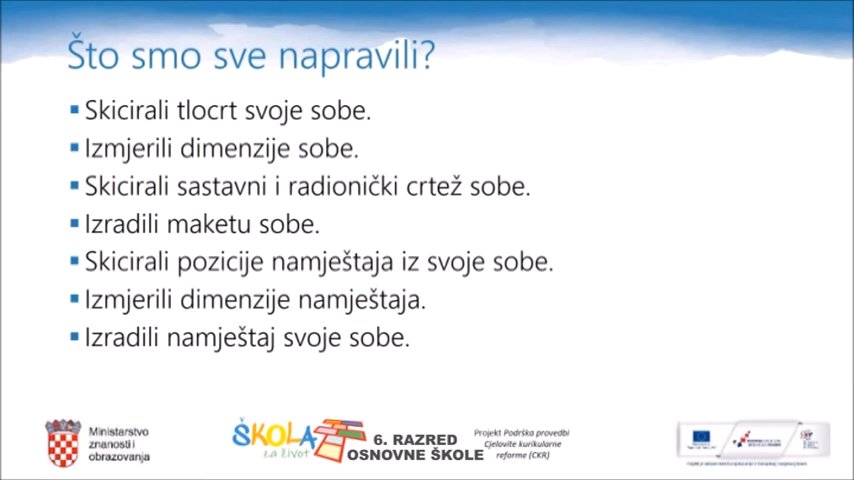 Što smo sve napravili?
Skicirali tlocrt svoje sobe.
Izmjerili dimenzije sobe.
Skicirali sastavni i radionički crtež sobe.
Izradili maketu sobe.
Skicirali pozicije namještaja iz svoje sobe.
Izmjerili dimenzije namještaja.
Izradili namještaj svoje sobe.
Ministarstvo
znanosti i
obrazovanja
ŠKOLA
za život
6. RAZRED
OSNOVNE ŠKOLE
Projekt Podrška provedbi
Cjelovite kurikularne
reforme (CKR)